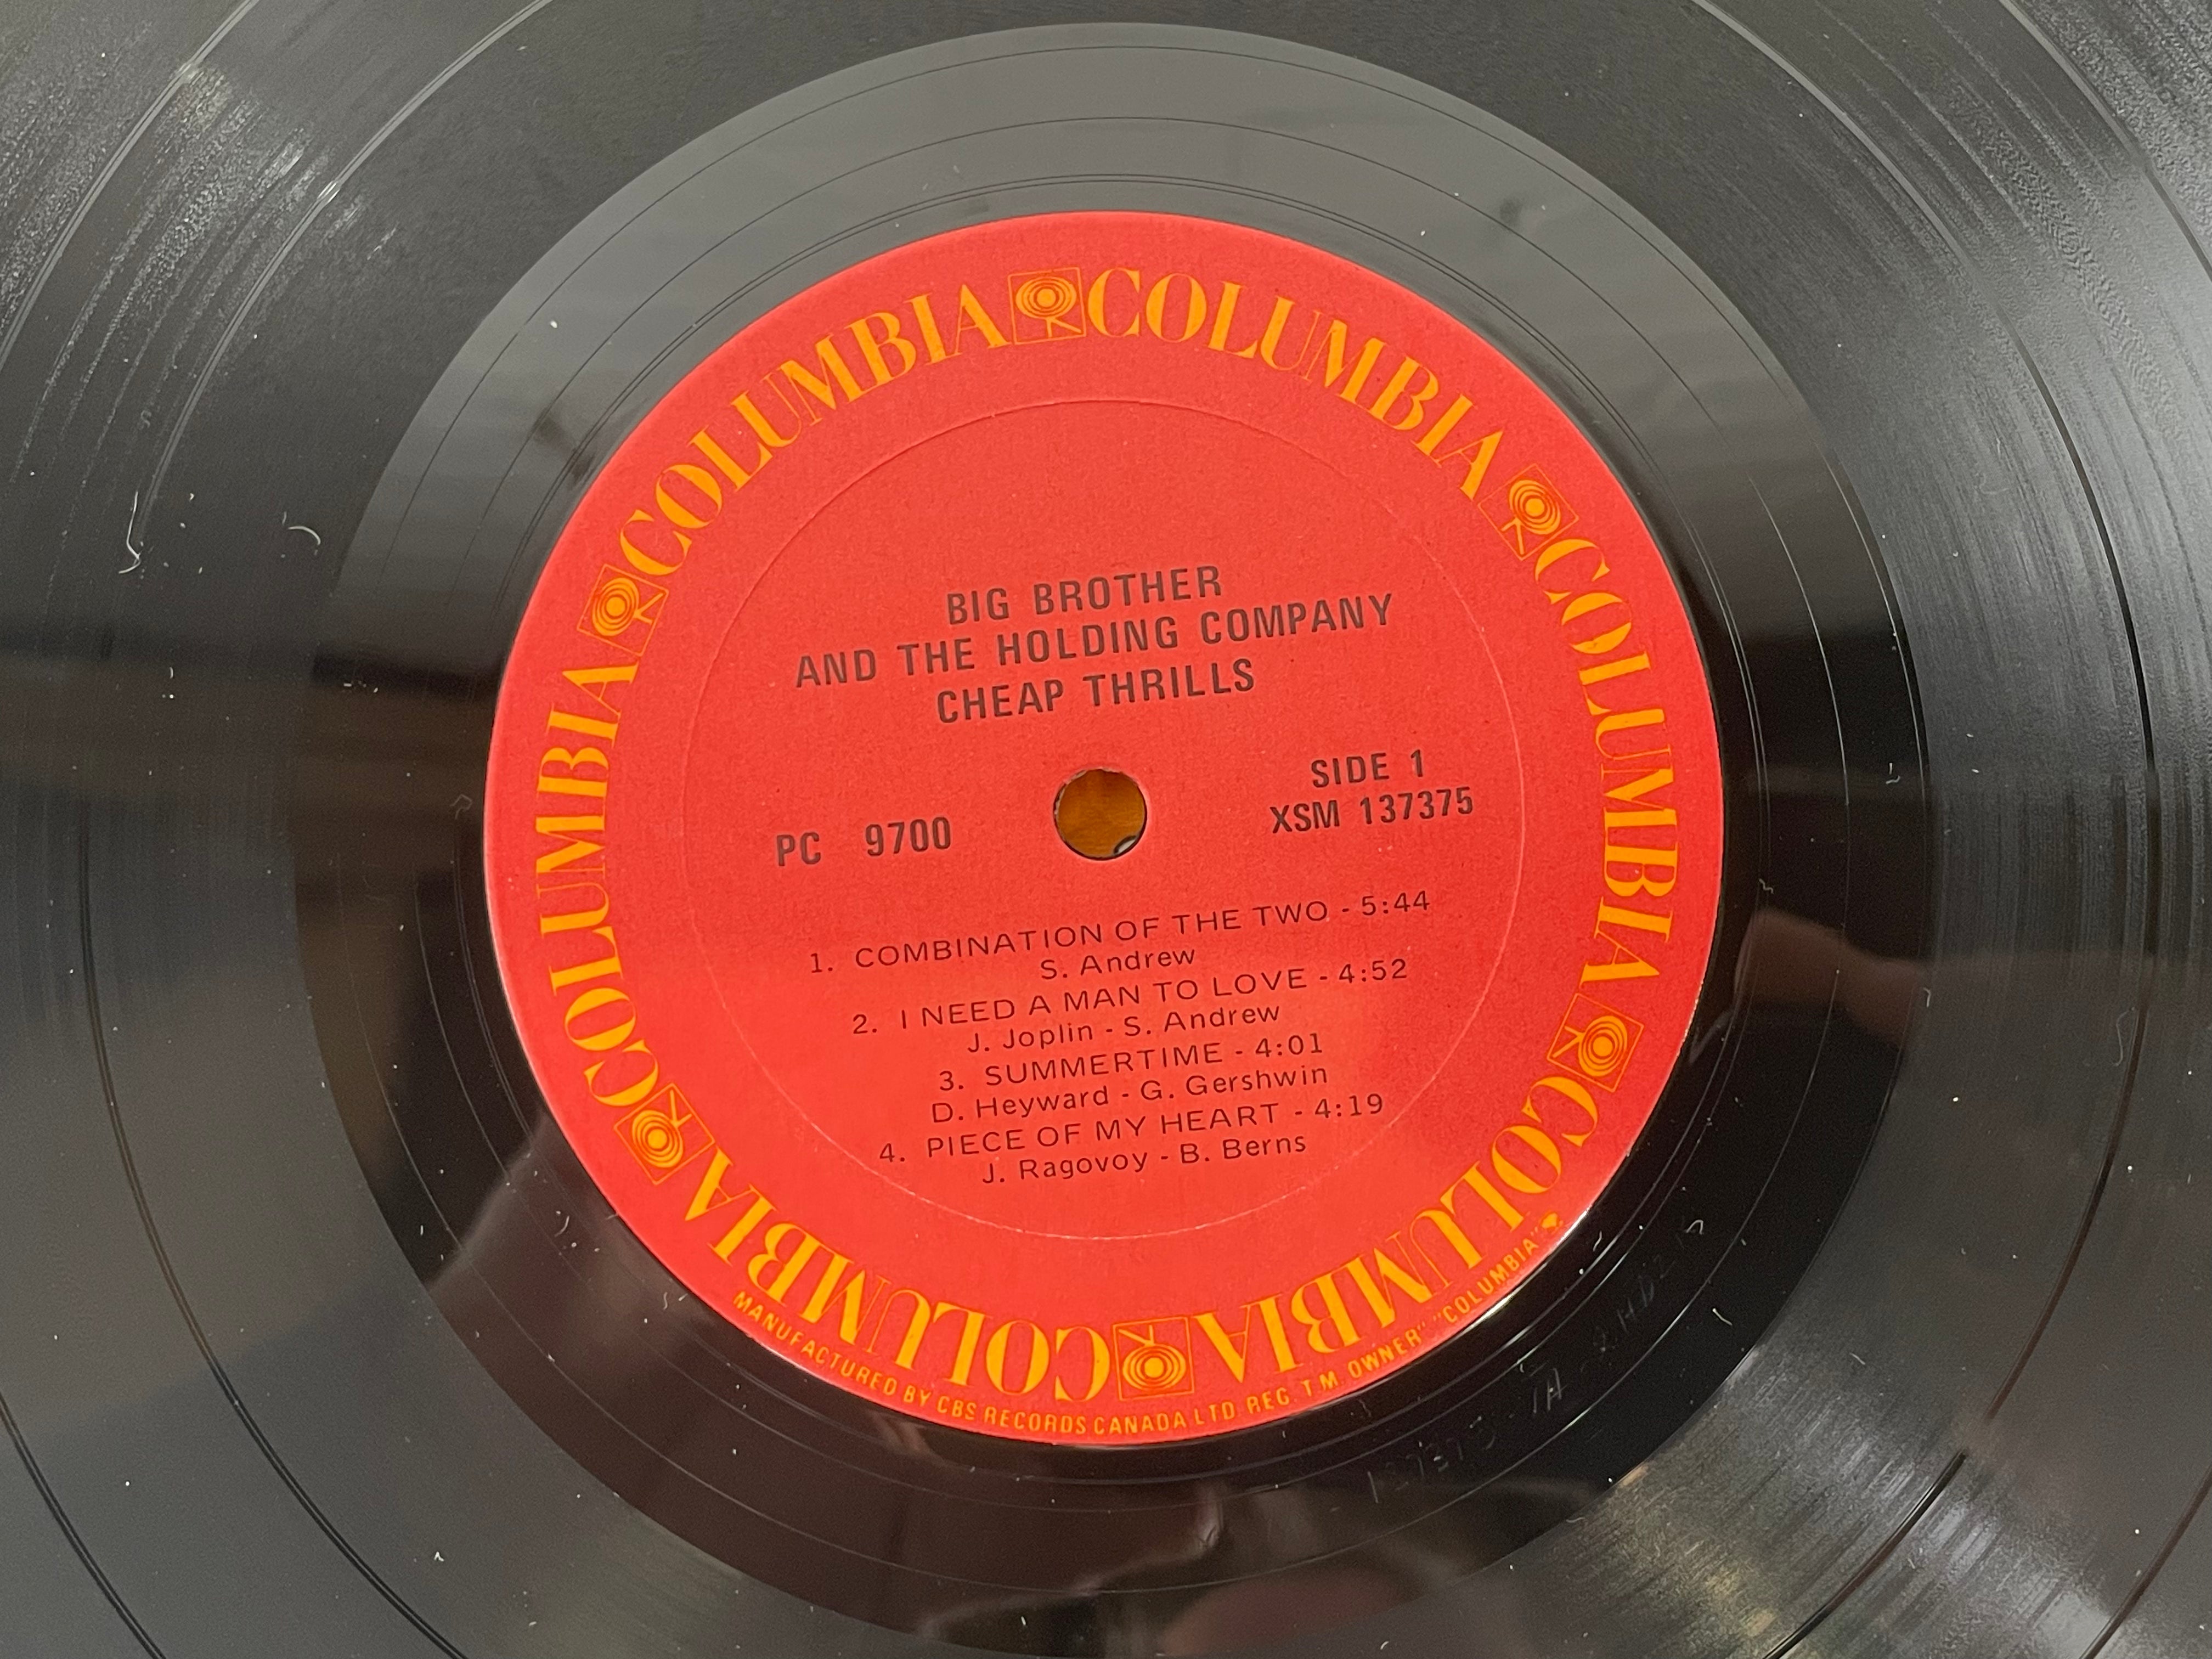 COLUMBIA COLUMBIA COLUMBIA COLUMBIA COLUMBIA COLUMBIA
BIG BROTHER
AND THE HOLDING COMPANY
CHEAP THRILLS
SIDE 1
PC 9700
XSM 137375
1. COMBINATION OF THE TWO - 5:44
S. Andrew
2. I NEED A MAN TO LOVE - 4:52
J. Joplin - S. Andrew
3. SUMMERTIME - 4:01
D. Heyward - G. Gershwin
4. PIECE OF MY HEART - 4:19
J. Ragovoy - B. Berns
MANUFACTURED BY CBS RECORDS CANADA LTD REG. T.M. OWNER "COLUMBIA"